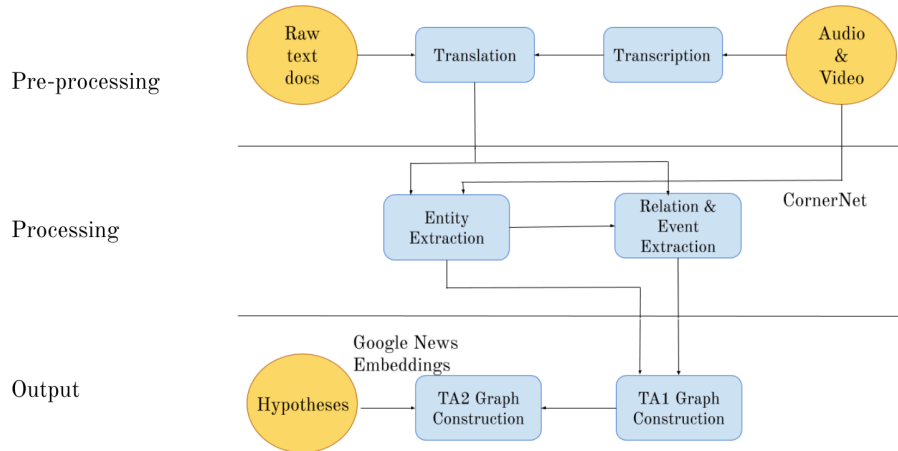 Pre-processing
Raw
text
docs
Translation
Transcription
Audio
&
Video
Processing
Entity
Extraction
Relation &
Event
Extraction
CornerNet
Output
Hypotheses
Google News
Embeddings
TA2 Graph
Construction
TA1 Graph
Construction